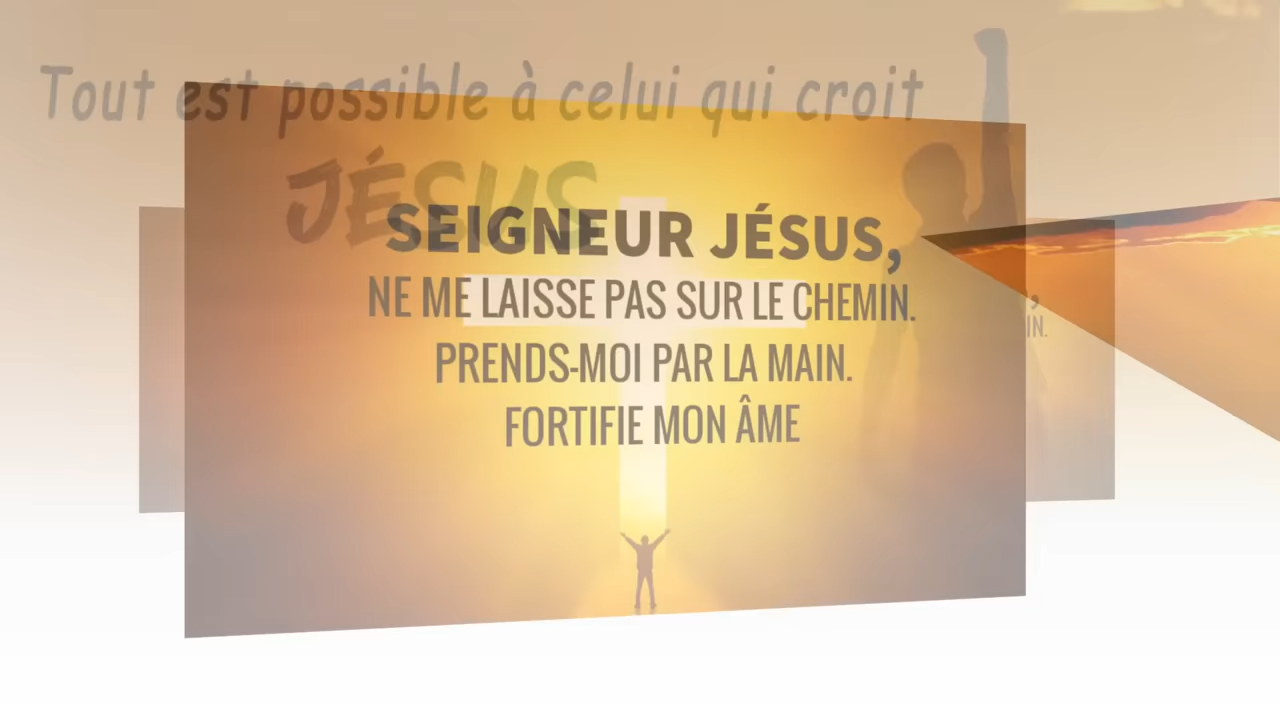 Tout est possible à celui qui croit
JÉSUS
SEIGNEUR JÉSUS,
NE ME LAISSE PAS SUR LE CHEMIN.
PRENDS-MOI PAR LA MAIN.
FORTIFIE MON ÂME